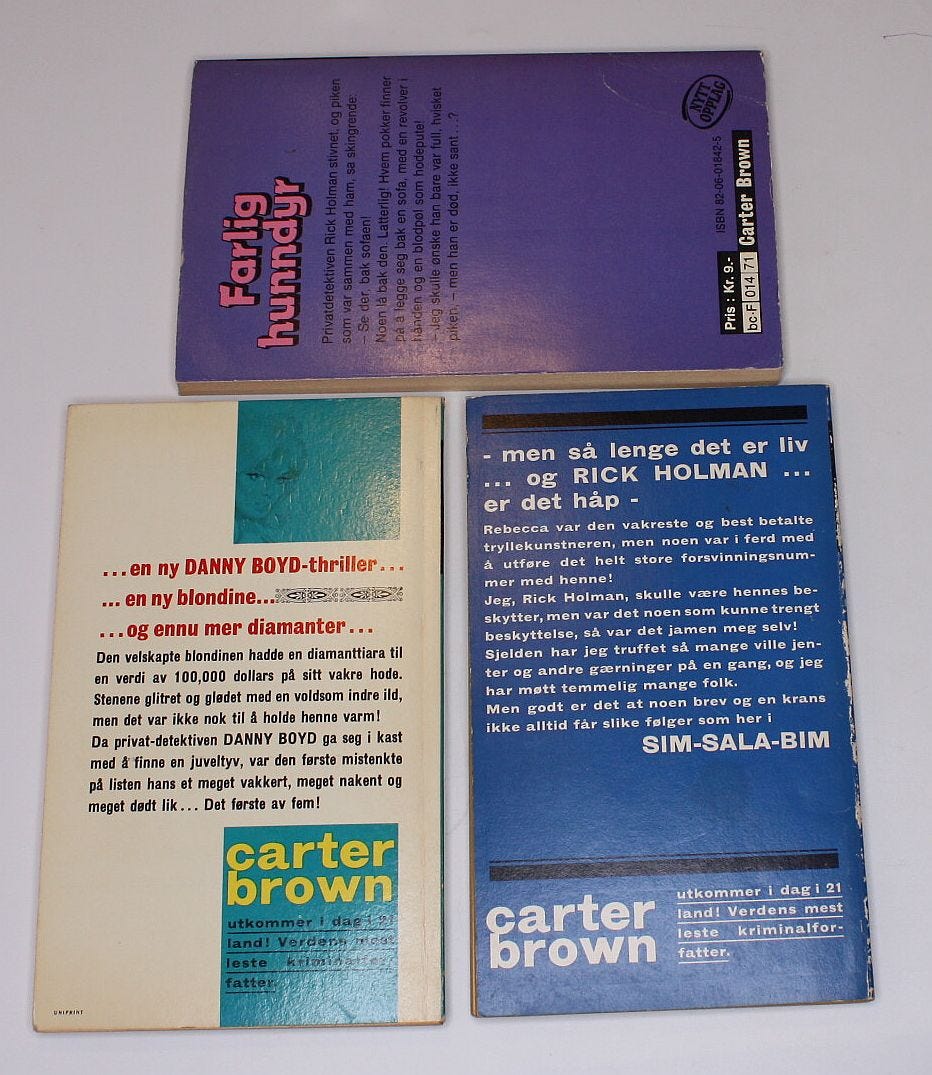 Farlig
hunndyr
Privatdetektiven Rick Holman stivnet, og piken
som var sammen med ham, sa skingrende:
– Se der, bak sofaen!
Noen lå bak den. Latterlig! Hvem pokker finner
på å legge seg bak en sofa, med en revolver i
hånden og en blodpøl som hodepute!
– Jeg skulle ønske han bare var full, hvisket
piken, – men han er død, ikke sant...?
NYTT
OPPLAG
ISBN 82-06-01842-5
Pris : Kr. 9.-
bc-F 014 71 Carter Brown
...en ny DANNY BOYD-thriller...
...en ny blondine...
...og ennu mer diamanter...
Den velskapte blondinen hadde en diamanttiara til
en verdi av 100,000 dollars på sitt vakre hode.
Stenene glitret og glødet med en voldsom indre ild,
men det var ikke nok til å holde henne varm!
Da privat-detektiven DANNY BOYD ga seg i kast
med å finne en juveltyv, var den første mistenkte
på listen hans et meget vakkert, meget nakent og
meget dødt lik... Det første av fem!
carter
brown
utkommer i dag i 21
land! Verdens mest
leste kriminalfor-
fatter.
UNIPRINT
- men så lenge det er liv
... og RICK HOLMAN ...
er det håp -
Rebecca var den vakreste og best betalte
tryllekunstneren, men noen var i ferd med
å utføre det helt store forsvinningsnum-
mer med henne!
Jeg, Rick Holman, skulle være hennes be-
skytter, men var det noen som kunne trengt
beskyttelse, så var det jamen meg selv!
Sjelden har jeg truffet så mange ville jen-
ter og andre gærninger på en gang, og jeg
har møtt temmelig mange folk.
Men godt er det at noen brev og en krans
ikke alltid får slike følger som her i
SIM-SALA-BIM
carter
brown
utkommer i dag i 21
land! Verdens mest
leste kriminalfor-
fatter.